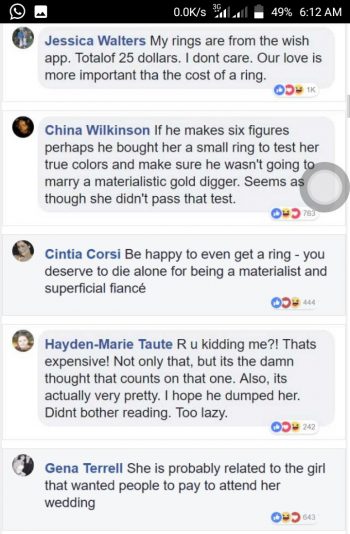 0.0K/s 3G 49% 6:12 AM
Jessica Walters My rings are from the wish
app. Totalof 25 dollars. I dont care. Our love is
more important tha the cost of a ring.
1K
China Wilkinson If he makes six figures
perhaps he bought her a small ring to test her
true colors and make sure he wasn't going to
marry a materialistic gold digger. Seems as
though she didn't pass that test.
763
Cintia Corsi Be happy to even get a ring - you
deserve to die alone for being a materialist and
superficial fiancé
444
Hayden-Marie Taute R u kidding me?! Thats
expensive! Not only that, but its the damn
thought that counts on that one. Also, its
actually very pretty. I hope he dumped her.
Didnt bother reading. Too lazy.
242
Gena Terrell She is probably related to the girl
that wanted people to pay to attend her
wedding
643